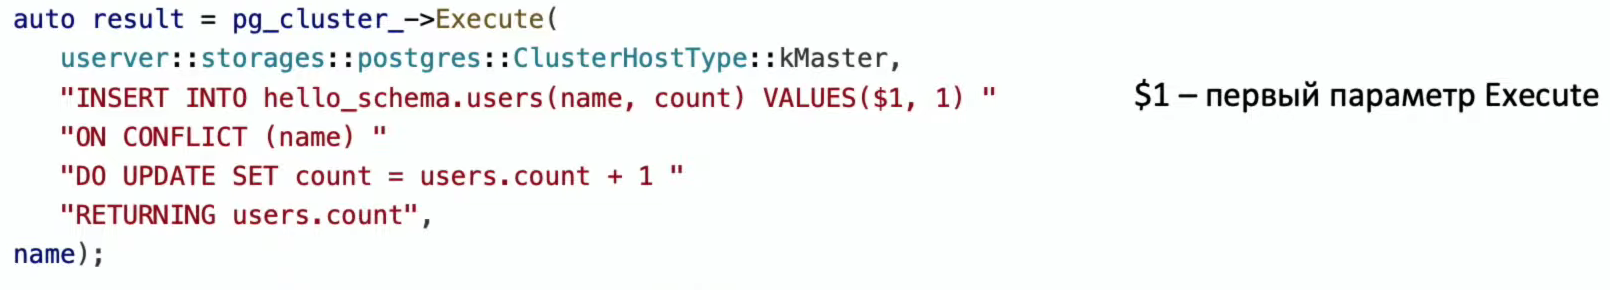 auto result = pg_cluster_->Execute(
userver::storages::postgres::ClusterHostType::kMaster,
"INSERT INTO hello_schema.users(name, count) VALUES($1, 1) "
$1 – первый параметр Execute
"ON CONFLICT (name) "
"DO UPDATE SET count = users.count + 1 "
"RETURNING users.count",
name);